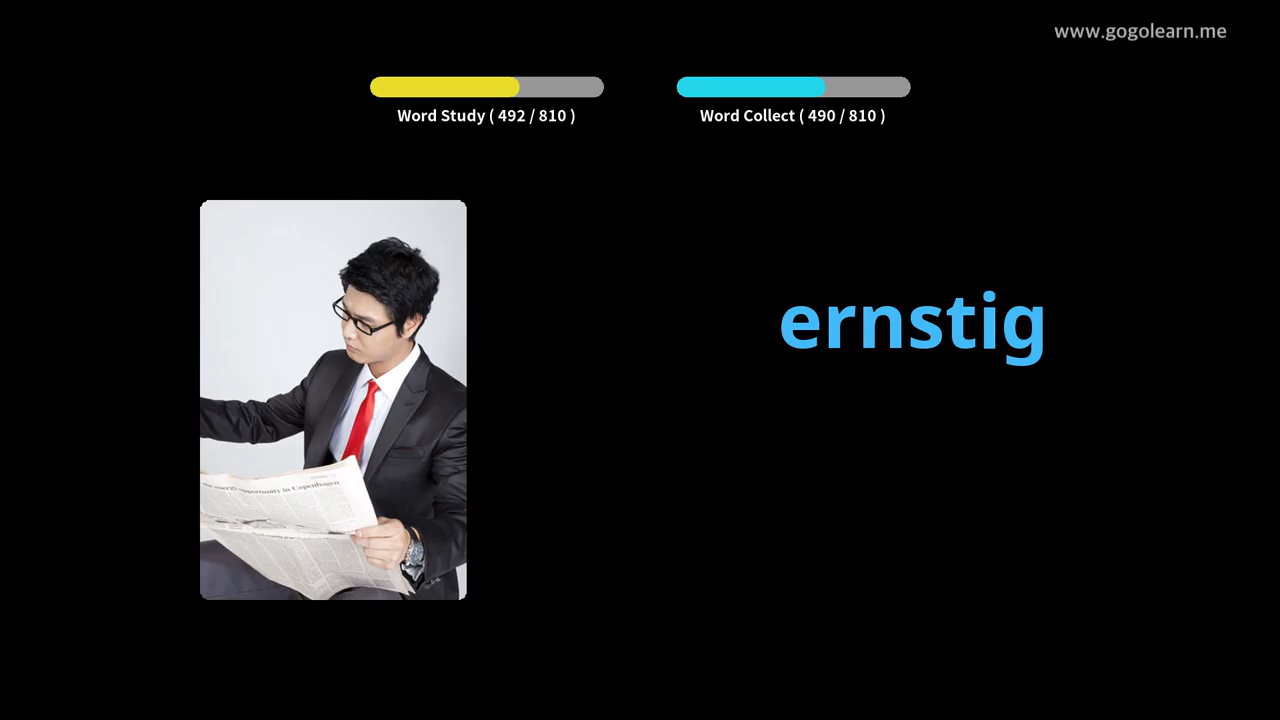 www.gogolearn.me
Word Study ( 492 / 810 )
Word Collect ( 490 / 810 )
ernstig
opportunity in Copenhagen